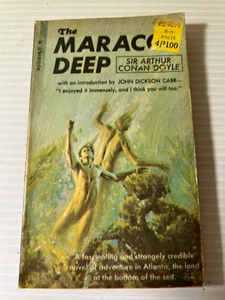 The
MARACO
DEEP
SIR ARTHUR
CONAN DOYLE
with an introduction by JOHN DICKSON CARR—
"I enjoyed it immensely, and I think you will too."
A fascinating and strangely credible
novel of adventure in Atlantis, the land
at the bottom of the sea.